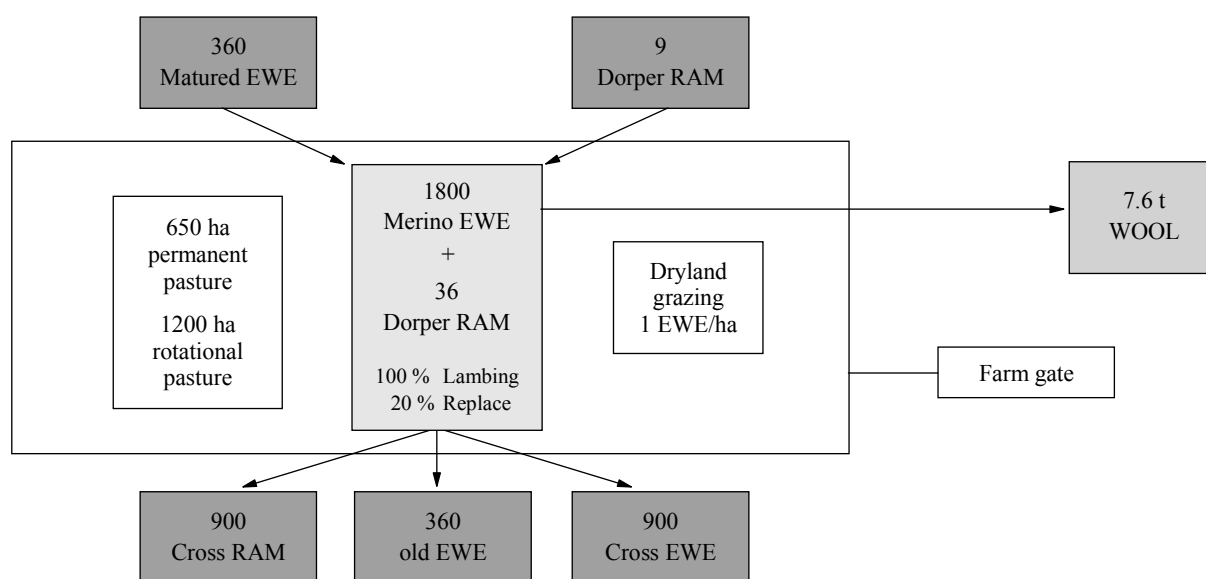 360
Matured EWE
9
Dorper RAM
650 ha
permanent
pasture
1200 ha
rotational
pasture
1800
Merino EWE
+
36
Dorper RAM
100 % Lambing
20 % Replace
Dryland
grazing
1 EWE/ha
7.6 t
WOOL
Farm gate
900
Cross RAM
360
old EWE
900
Cross EWE